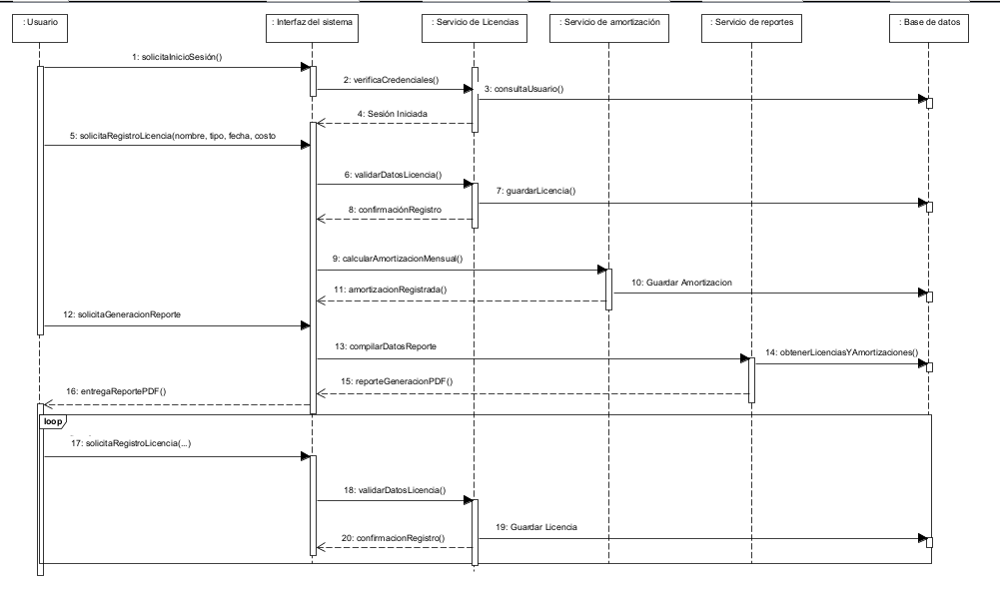 : Usuario
: Interfaz del sistema
: Servicio de Licencias
: Servicio de amortización
: Servicio de reportes
: Base de datos
1: solicitaInicioSesión()
2: verificaCredenciales()
3: consultaUsuario()
4: Sesión Iniciada
5: solicitaRegistroLicencia(nombre, tipo, fecha, costo
6: validarDatosLicencia()
7: guardarLicencia()
8: confirmaciónRegistro
9: calcularAmortizacionMensual()
10: Guardar Amortizacion
11: amortizacionRegistrada()
12: solicitaGeneracionReporte
13: compilarDatosReporte
14: obtenerLicenciasYAmortizaciones()
15: reporteGeneracionPDF()
16: entregaReportePDF()
loop
17: solicitaRegistroLicencia(...)
18: validarDatosLicencia()
19: Guardar Licencia
20: confirmacionRegistro()